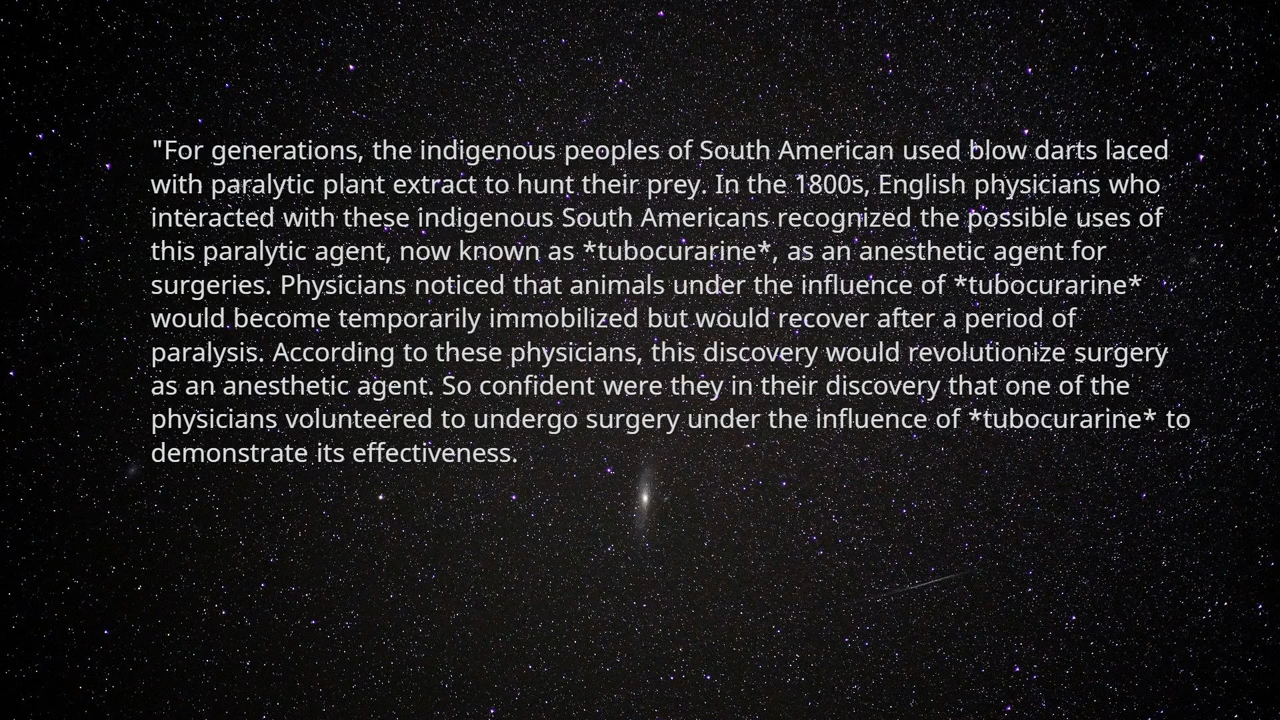 "For generations, the indigenous peoples of South American used blow darts laced
with paralytic plant extract to hunt their prey. In the 1800s, English physicians who
interacted with these indigenous South Americans recognized the possible uses of
this paralytic agent, now known as *tubocurarine*, as an anesthetic agent for
surgeries. Physicians noticed that animals under the influence of *tubocurarine*
would become temporarily immobilized but would recover after a period of
paralysis. According to these physicians, this discovery would revolutionize surgery
as an anesthetic agent. So confident were they in their discovery that one of the
physicians volunteered to undergo surgery under the influence of *tubocurarine* to
demonstrate its effectiveness.